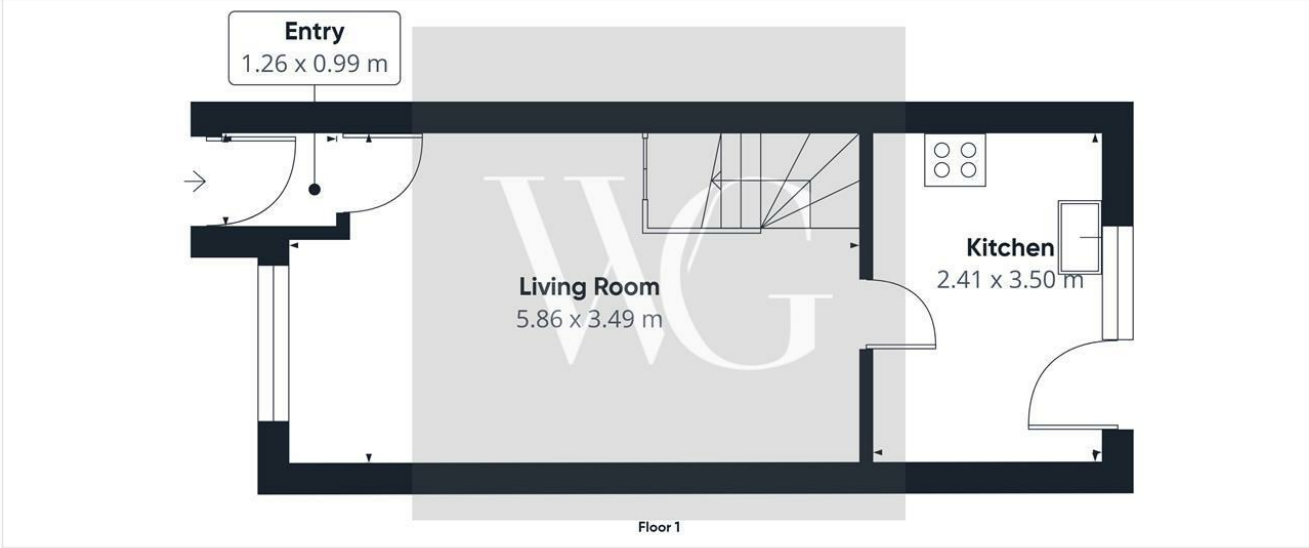 Entry
1.26 x 0.99 m
WG
Living Room
5.86 x 3.49 m
Kitchen
2.41 x 3.50 m
Floor 1